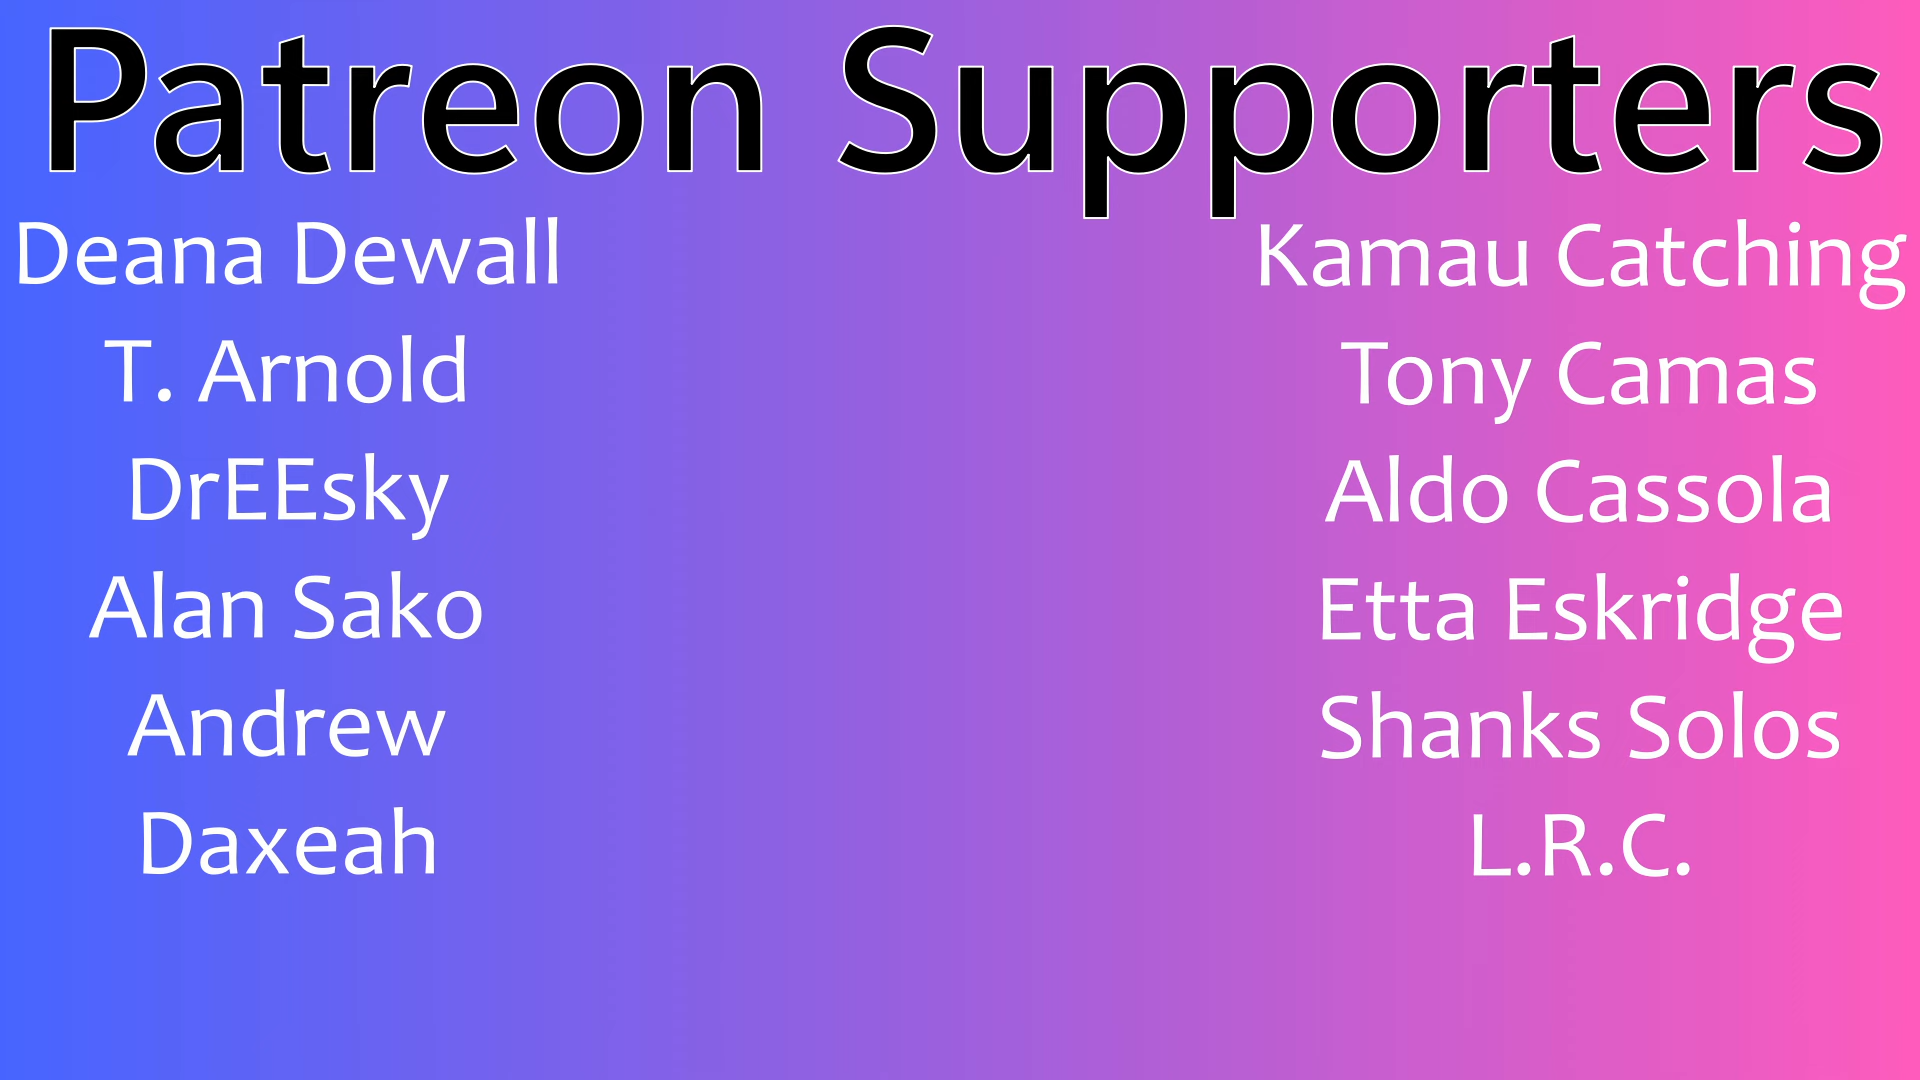 Patreon Supporters
Deana Dewall
T. Arnold
DrEEsky
Alan Sako
Andrew
Daxeah
Kamau Catching
Tony Camas
Aldo Cassola
Etta Eskridge
Shanks Solos
L.R.C.